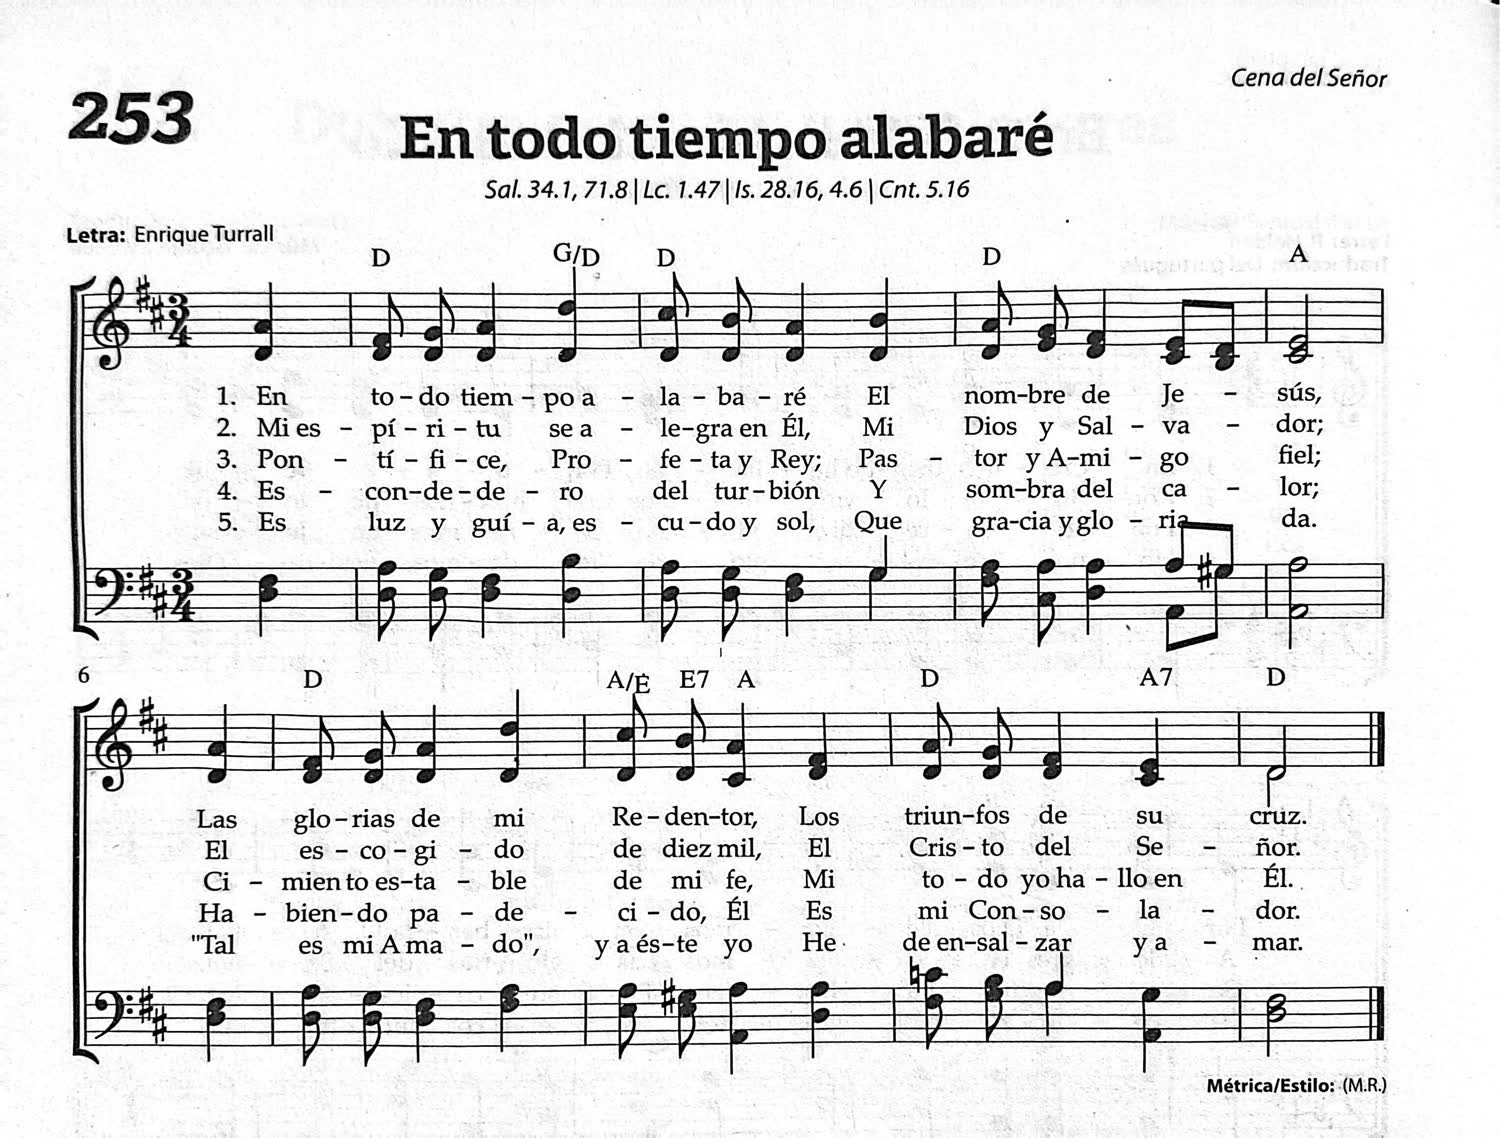 Cena del Señor
253
En todo tiempo alabaré
Sal. 34.1, 71.8 | Lc. 1.47 | Is. 28.16, 4.6 | Cnt. 5.16
Letra: Enrique Turrall
D G/D D D A
3/4
1. En to – do tiem – po a – la – ba – ré El nom–bre de Je – sús,
2. Mi es – pí – ri – tu se a – le–gra en Él, Mi Dios y Sal – va – dor;
3. Pon – tí – fi – ce, Pro – fe – ta y Rey; Pas – tor y A–mi – go fiel;
4. Es – con–de–de – ro del tur–bión Y som–bra del ca – lor;
5. Es luz y guí – a, es – cu–do y sol, Que gra–cia y glo – ria da.
3/4
6
D A/E E7 A D A7 D
Las glo–rias de mi Re–den–tor, Los triun–fos de su cruz.
El es – co – gi – do de diez mil, El Cris–to del Se – ñor.
Ci – mien to es–ta – ble de mi fe, Mi to – do yo ha – llo en Él.
Ha – bien–do pa – de – ci – do, Él Es mi Con–so – la – dor.
"Tal es mi A ma – do", y a és–te yo He de en–sal – zar y a – mar.
Métrica/Estilo: (M.R.)